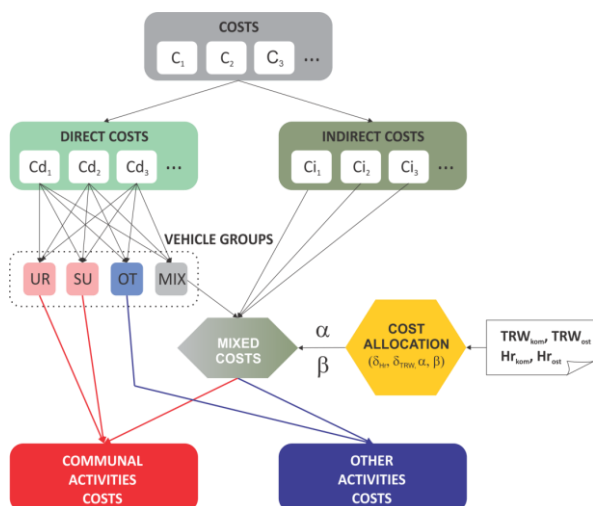 COSTS
C1 C2 C3 ...
DIRECT COSTS
Cd1 Cd2 Cd3 ...
INDIRECT COSTS
Ci1 Ci2 Ci3 ...
VEHICLE GROUPS
UR SU OT MIX
MIXED
COSTS
α
β
COST
ALLOCATION
(δHr, δTRW, α, β)
TRWkom, TRWost
Hrkom, Hrost
COMMUNAL
ACTIVITIES
COSTS
OTHER
ACTIVITIES
COSTS